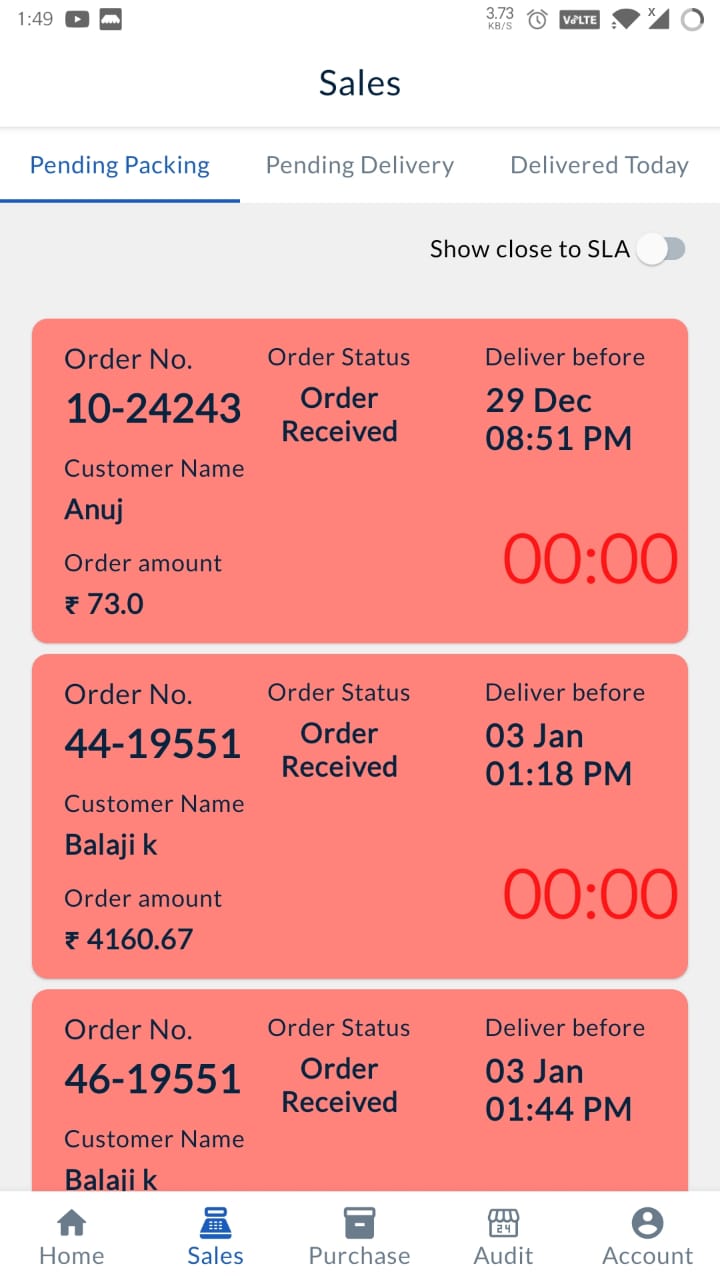 1:49 3.73 KB/S VoLTE X
Sales
Pending Packing Pending Delivery Delivered Today
Show close to SLA
Order No. Order Status Deliver before
10-24243 Order Received 29 Dec 08:51 PM
Customer Name
Anuj
Order amount 00:00
₹ 73.0
Order No. Order Status Deliver before
44-19551 Order Received 03 Jan 01:18 PM
Customer Name
Balaji k
Order amount 00:00
₹ 4160.67
Order No. Order Status Deliver before
46-19551 Order Received 03 Jan 01:44 PM
Customer Name
Balaji k
24
Home Sales Purchase Audit Account